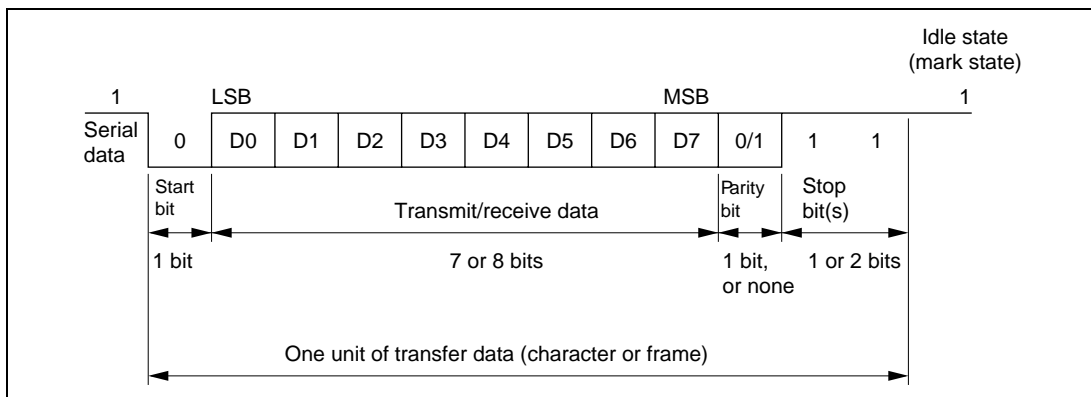 Idle state
(mark state)
1 LSB MSB 1
Serial
data
0 D0 D1 D2 D3 D4 D5 D6 D7 0/1 1 1
Start
bit
Transmit/receive data
Parity
bit
Stop
bit(s)
1 bit
7 or 8 bits
1 bit,
or none
1 or 2 bits
One unit of transfer data (character or frame)